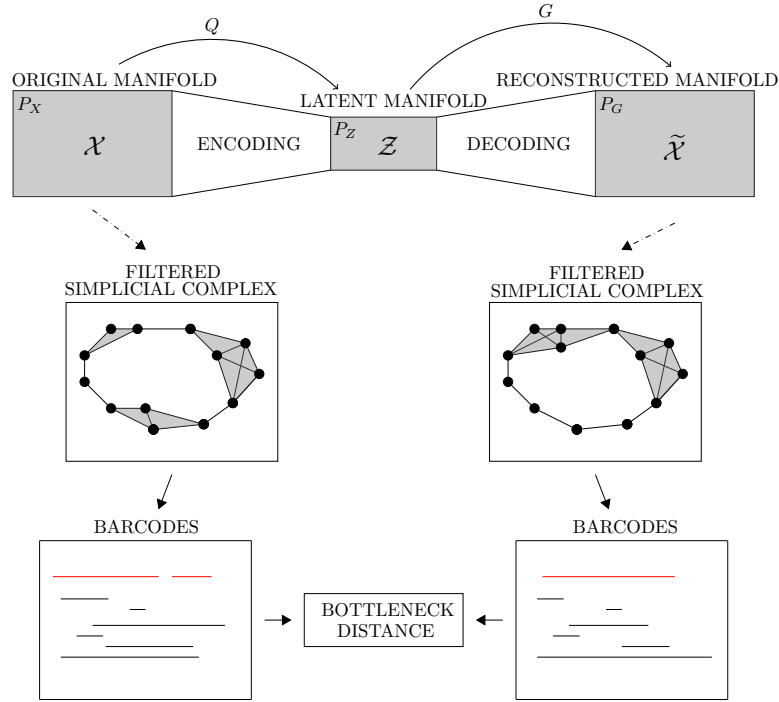 Q
G
ORIGINAL MANIFOLD
LATENT MANIFOLD
RECONSTRUCTED MANIFOLD
P_X
P_Z
P_G
𝒳
ENCODING
𝒵
DECODING
𝒳̃
FILTERED
SIMPLICIAL COMPLEX
FILTERED
SIMPLICIAL COMPLEX
BARCODES
BARCODES
BOTTLENECK
DISTANCE